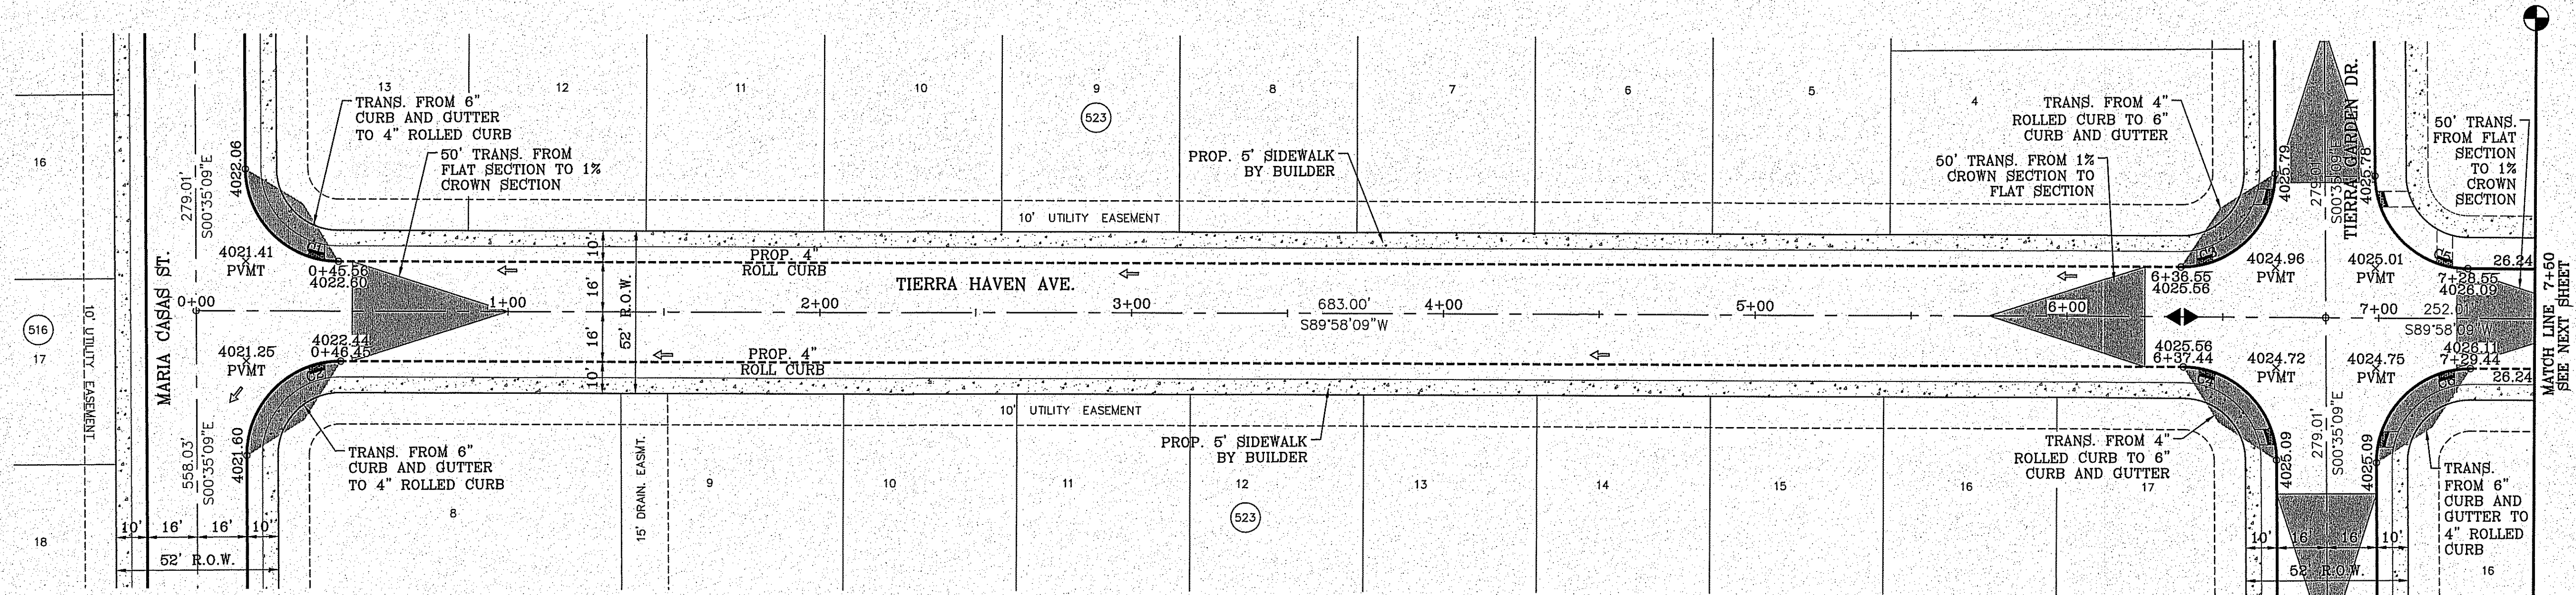 13
12
11
10
9
8
7
6
5
4
523
TRANS. FROM 6"
CURB AND GUTTER
TO 4" ROLLED CURB
50' TRANS. FROM
FLAT SECTION TO 1%
CROWN SECTION
PROP. 5' SIDEWALK
BY BUILDER
TRANS. FROM 4"
ROLLED CURB TO 6"
CURB AND GUTTER
50' TRANS. FROM 1%
CROWN SECTION TO
FLAT SECTION
50' TRANS.
FROM FLAT
SECTION
TO 1%
CROWN
SECTION
TIERRA GARDEN DR.
279.01'
S00°35'09"E
4025.79
4025.78
16
279.01'
S00°35'09"E
4022.06
10' UTILITY EASEMENT
4021.41
PVMT
C1
0+45.56
4022.60
10'
16'
16'
10'
52' R.O.W.
PROP. 4"
ROLL CURB
TIERRA HAVEN AVE.
0+00
1+00
2+00
3+00
683.00'
S89°58'09"W
4+00
5+00
6+00
7+00
252.01'
S89°58'09"W
C3
6+36.55
4025.56
4024.96
PVMT
4025.01
PVMT
C5
26.24
7+28.55
4026.09
MATCH LINE 7+50
SEE NEXT SHEET
MARIA CASAS ST.
516
17
10' UTILITY EASEMENT
4022.44
0+46.45
4021.25
PVMT
C2
PROP. 4"
ROLL CURB
4025.56
6+37.44
C4
4024.72
PVMT
4024.75
PVMT
4026.11
7+29.44
C6
26.24
10' UTILITY EASEMENT
4021.60
558.03'
S00°35'09"E
TRANS. FROM 6"
CURB AND GUTTER
TO 4" ROLLED CURB
15' DRAIN. EASMT.
PROP. 5' SIDEWALK
BY BUILDER
TRANS. FROM 4"
ROLLED CURB TO 6"
CURB AND GUTTER
4025.09
279.01'
S00°35'09"E
4025.09
TRANS.
FROM 6"
CURB AND
GUTTER TO
4" ROLLED
CURB
8
9
10
11
12
13
14
15
16
17
523
18
10'
16'
16'
10'
52' R.O.W.
10'
16'
16'
10'
52' R.O.W.
16